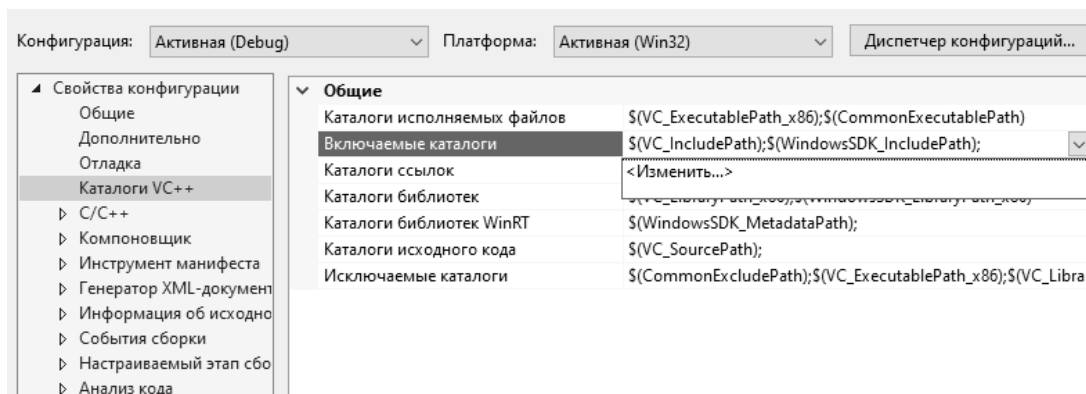 Конфигурация: Активная (Debug) Платформа: Активная (Win32) Диспетчер конфигураций...
Свойства конфигурации
Общие
Дополнительно
Отладка
Каталоги VC++
C/C++
Компоновщик
Инструмент манифеста
Генератор XML-документ
Информация об исходно
События сборки
Настраиваемый этап сбо
Анализ кода
Общие
Каталоги исполняемых файлов $(VC_ExecutablePath_x86);$(CommonExecutablePath)
Включаемые каталоги $(VC_IncludePath);$(WindowsSDK_IncludePath);
Каталоги ссылок <Изменить...>
Каталоги библиотек
Каталоги библиотек WinRT $(WindowsSDK_MetadataPath);
Каталоги исходного кода $(VC_SourcePath);
Исключаемые каталоги $(CommonExcludePath);$(VC_ExecutablePath_x86);$(VC_Libra